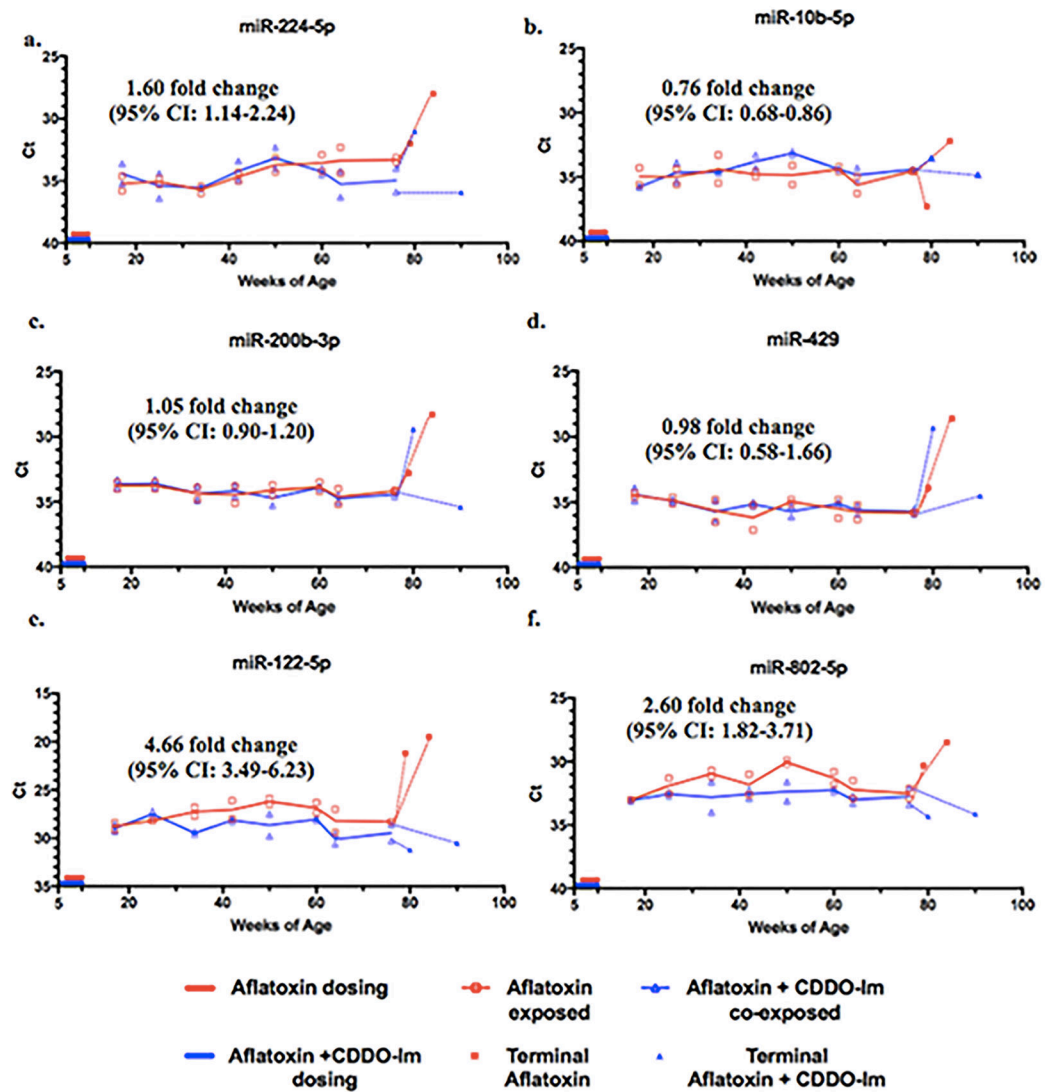 a.
miR-224-5p
1.60 fold change
(95% CI: 1.14-2.24)
Ct
25
30
35
40
5 20 40 60 80 100
Weeks of Age
b.
miR-10b-5p
0.76 fold change
(95% CI: 0.68-0.86)
Ct
25
30
35
40
5 20 40 60 80 100
Weeks of Age
c.
miR-200b-3p
1.05 fold change
(95% CI: 0.90-1.20)
Ct
25
30
35
40
5 20 40 60 80 100
Weeks of Age
d.
miR-429
0.98 fold change
(95% CI: 0.58-1.66)
Ct
25
30
35
40
5 20 40 60 80 100
Weeks of Age
e.
miR-122-5p
4.66 fold change
(95% CI: 3.49-6.23)
Ct
15
20
25
30
35
5 20 40 60 80 100
Weeks of Age
f.
miR-802-5p
2.60 fold change
(95% CI: 1.82-3.71)
Ct
25
30
35
40
5 20 40 60 80 100
Weeks of Age
Aflatoxin dosing
Aflatoxin
exposed
Aflatoxin + CDDO-Im
co-exposed
Aflatoxin +CDDO-Im
dosing
Terminal
Aflatoxin
Terminal
Aflatoxin + CDDO-Im